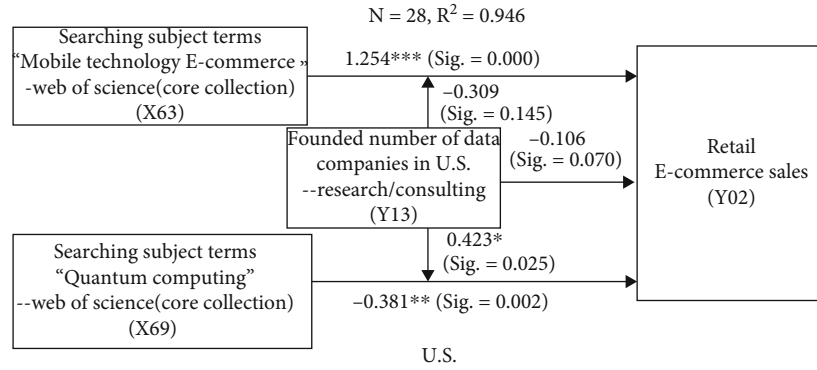 N = 28, R² = 0.946
Searching subject terms
“Mobile technology E-commerce”
-web of science(core collection)
(X63)
1.254*** (Sig. = 0.000)
–0.309
(Sig. = 0.145)
Founded number of data
companies in U.S.
--research/consulting
(Y13)
–0.106
(Sig. = 0.070)
Retail
E-commerce sales
(Y02)
0.423*
(Sig. = 0.025)
Searching subject terms
“Quantum computing”
--web of science(core collection)
(X69)
–0.381** (Sig. = 0.002)
U.S.